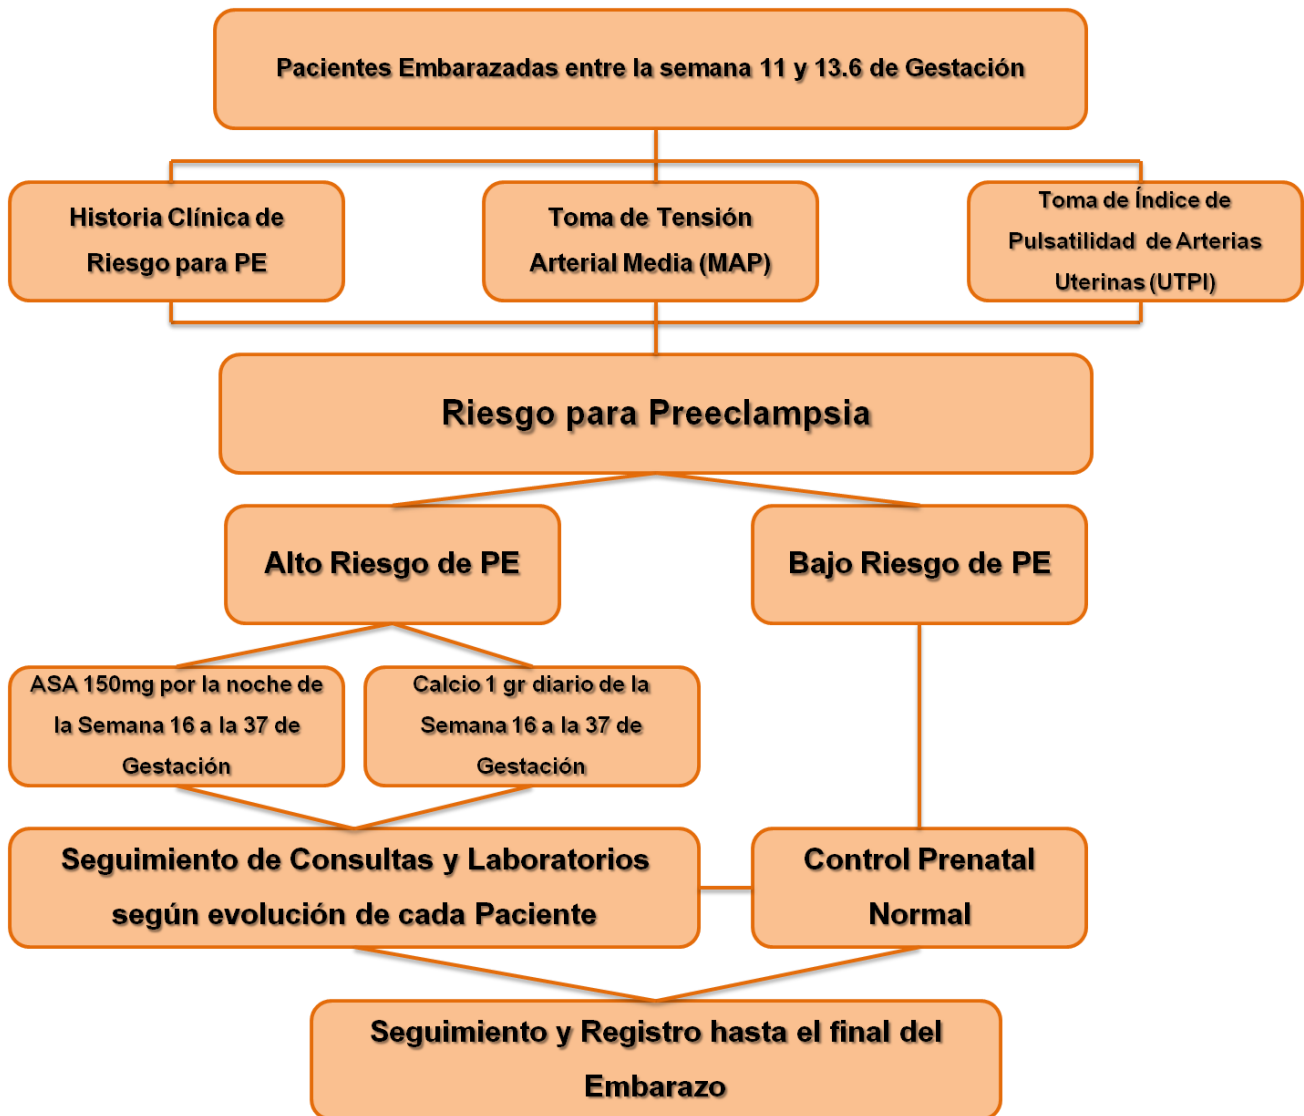 Pacientes Embarazadas entre la semana 11 y 13.6 de Gestación
Historia Clínica de
Riesgo para PE
Toma de Tensión
Arterial Media (MAP)
Toma de Índice de
Pulsatilidad de Arterias
Uterinas (UTPI)
Riesgo para Preeclampsia
Alto Riesgo de PE
Bajo Riesgo de PE
ASA 150mg por la noche de
la Semana 16 a la 37 de
Gestación
Calcio 1 gr diario de la
Semana 16 a la 37 de
Gestación
Seguimiento de Consultas y Laboratorios
según evolución de cada Paciente
Control Prenatal
Normal
Seguimiento y Registro hasta el final del
Embarazo